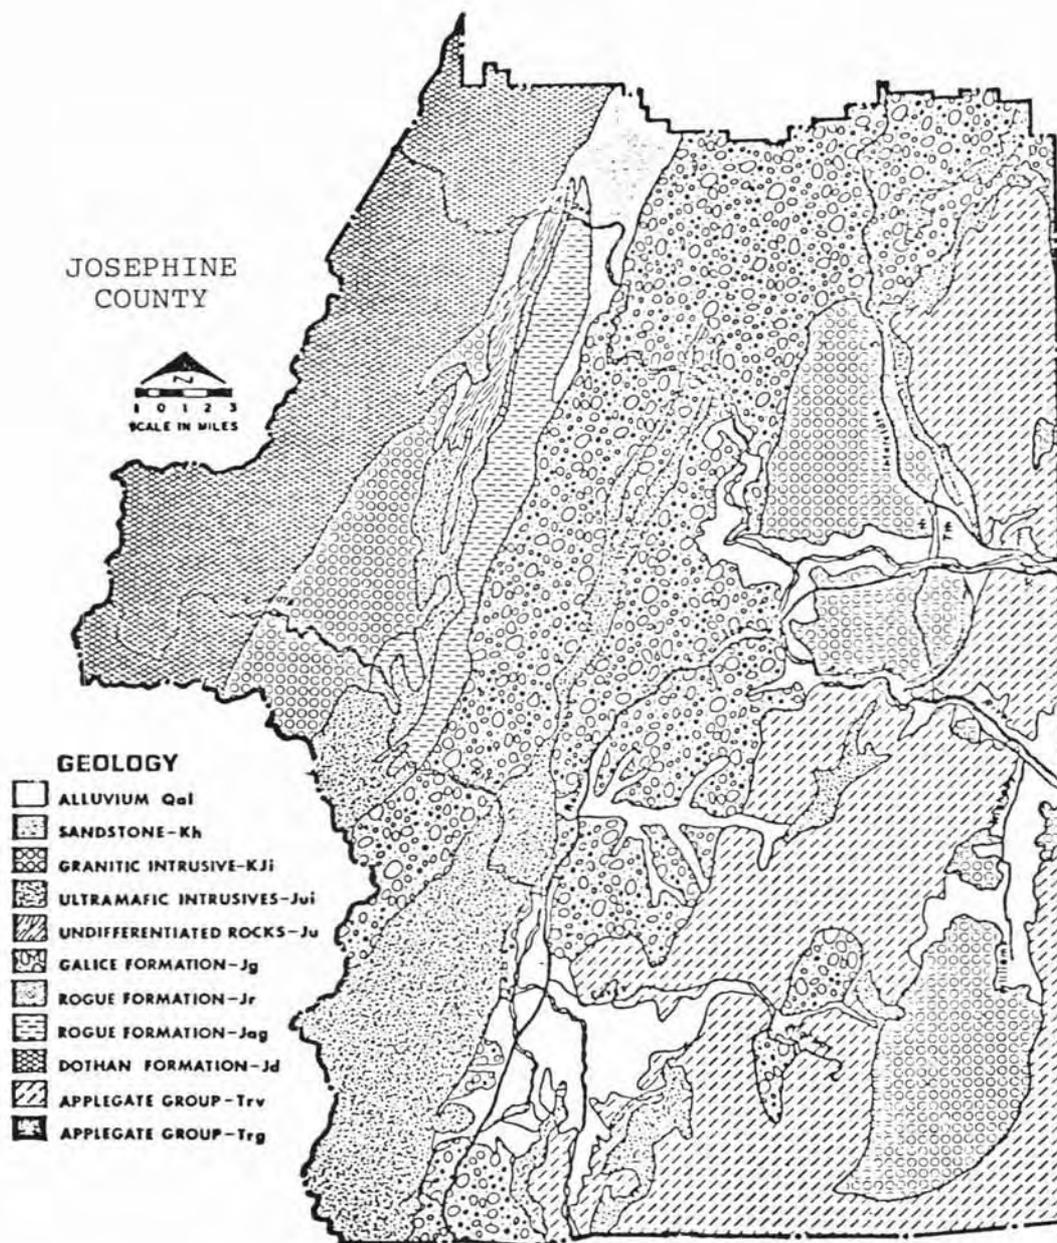 JOSEPHINE
COUNTY
N
1 0 1 2 3
SCALE IN MILES
GEOLOGY
ALLUVIUM Qal
SANDSTONE-Kh
GRANITIC INTRUSIVE-KJi
ULTRAMAFIC INTRUSIVES-Jui
UNDIFFERENTIATED ROCKS-Ju
GALICE FORMATION-Jg
ROGUE FORMATION-Jr
ROGUE FORMATION-Jag
DOTHAN FORMATION-Jd
APPLEGATE GROUP-Trv
APPLEGATE GROUP-Trg
Interstate